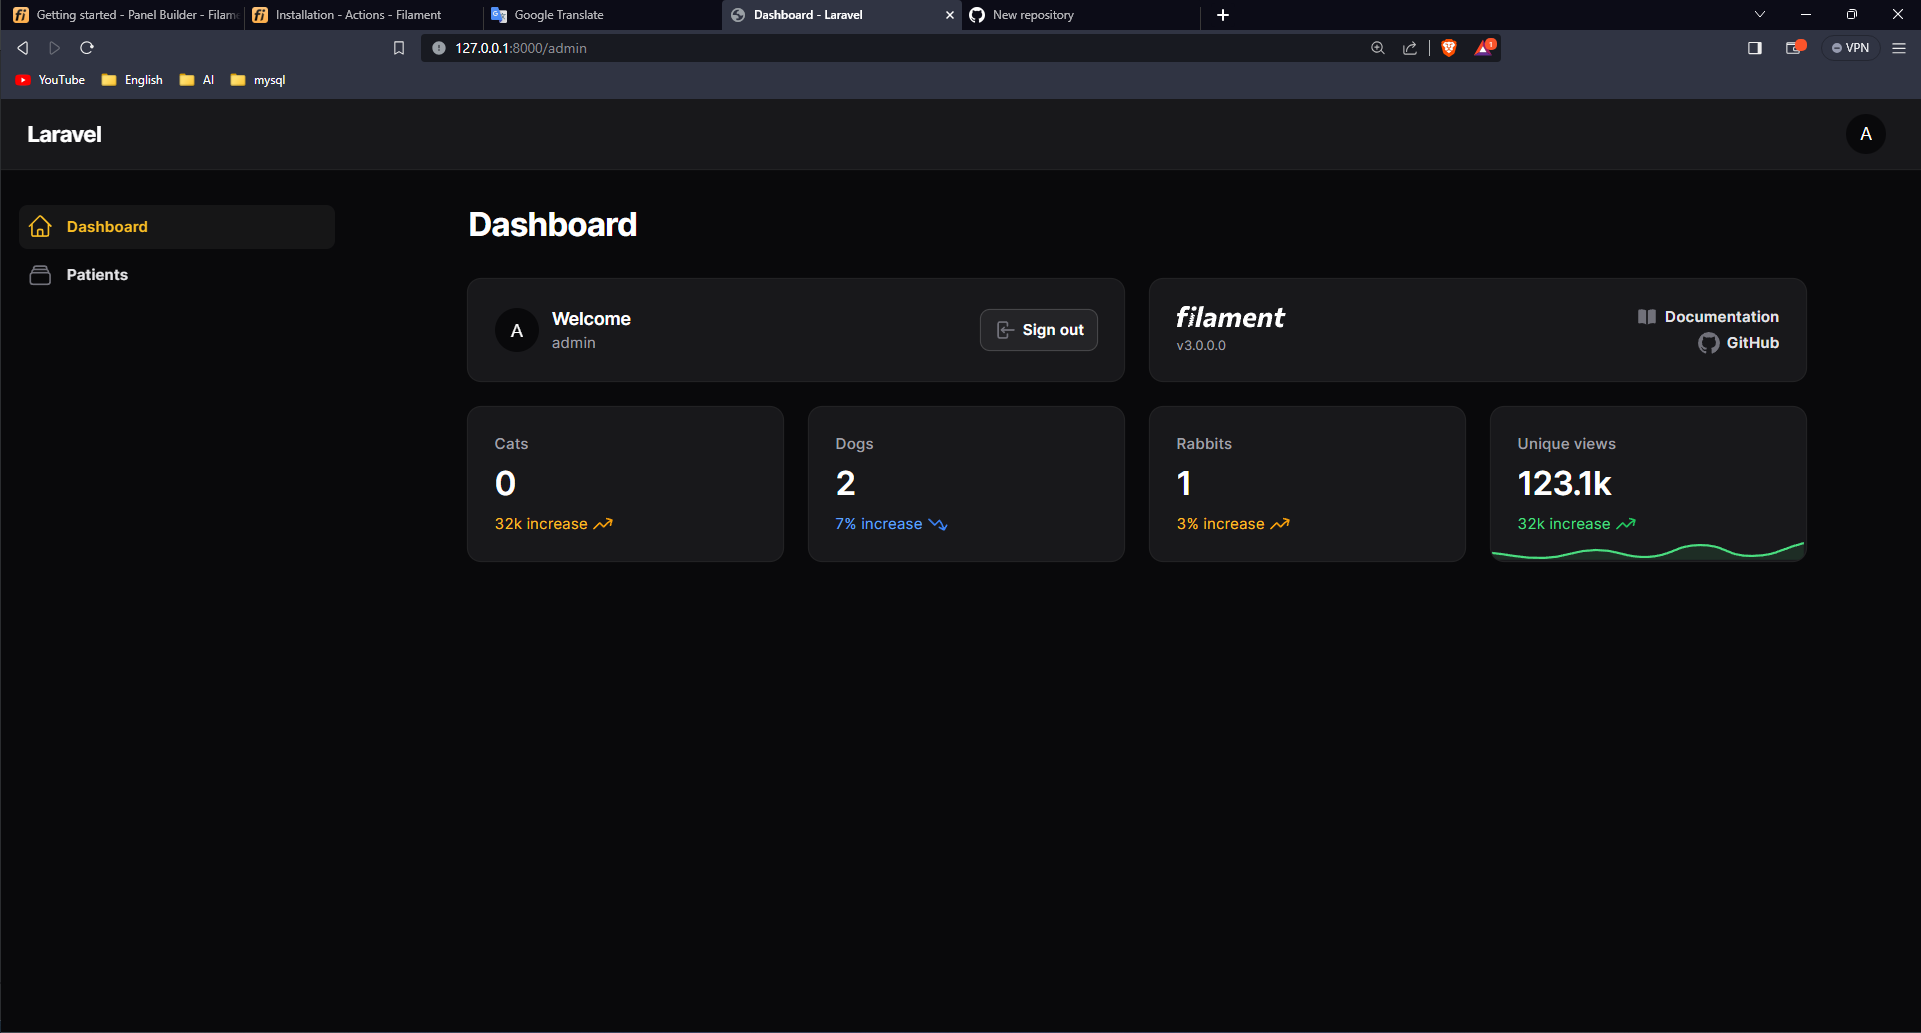 Getting started - Panel Builder - Filame
Installation - Actions - Filament
Google Translate
Dashboard - Laravel
New repository
127.0.0.1:8000/admin
1
VPN
YouTube
English
AI
mysql
Laravel
A
Dashboard
Patients
Dashboard
A
Welcome
admin
Sign out
filament
v3.0.0.0
Documentation
GitHub
Cats
0
32k increase
Dogs
2
7% increase
Rabbits
1
3% increase
Unique views
123.1k
32k increase